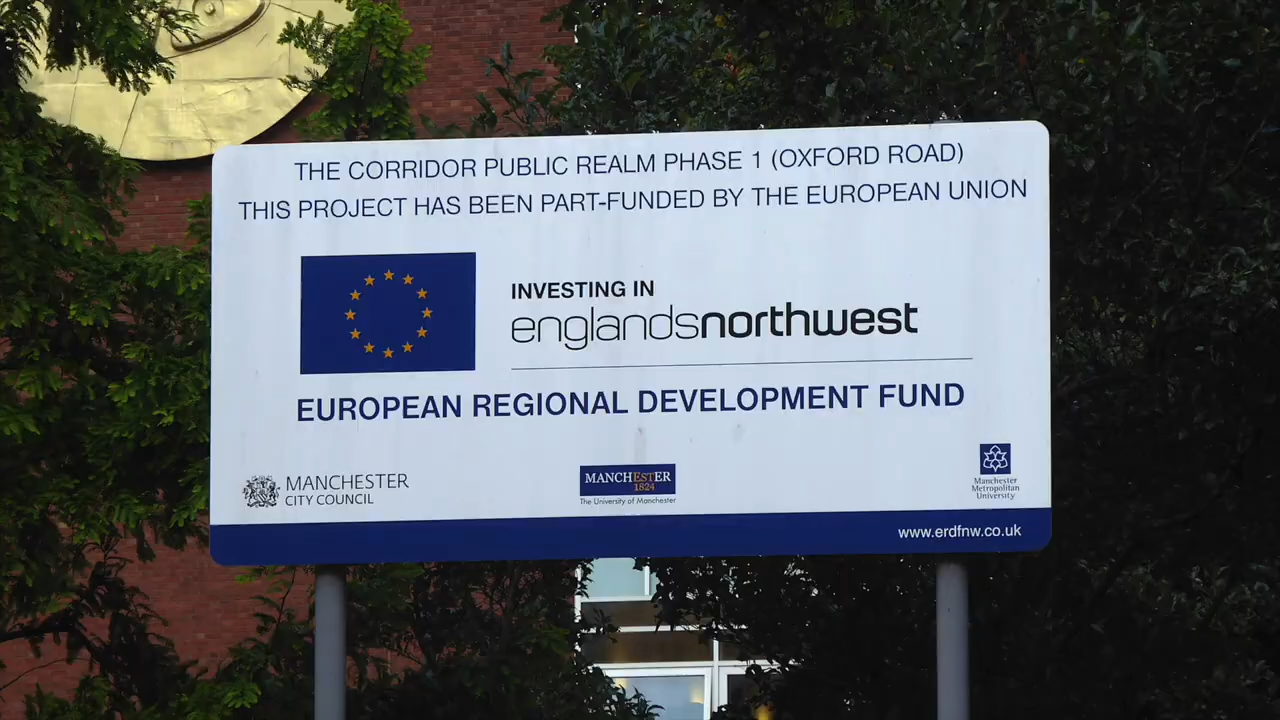 THE CORRIDOR PUBLIC REALM PHASE 1 (OXFORD ROAD)
THIS PROJECT HAS BEEN PART-FUNDED BY THE EUROPEAN UNION
INVESTING IN
englandsnorthwest
EUROPEAN REGIONAL DEVELOPMENT FUND
MANCHESTER
CITY COUNCIL
MANCHESTER
1824
The University of Manchester
Manchester
Metropolitan
University
www.erdfnw.co.uk